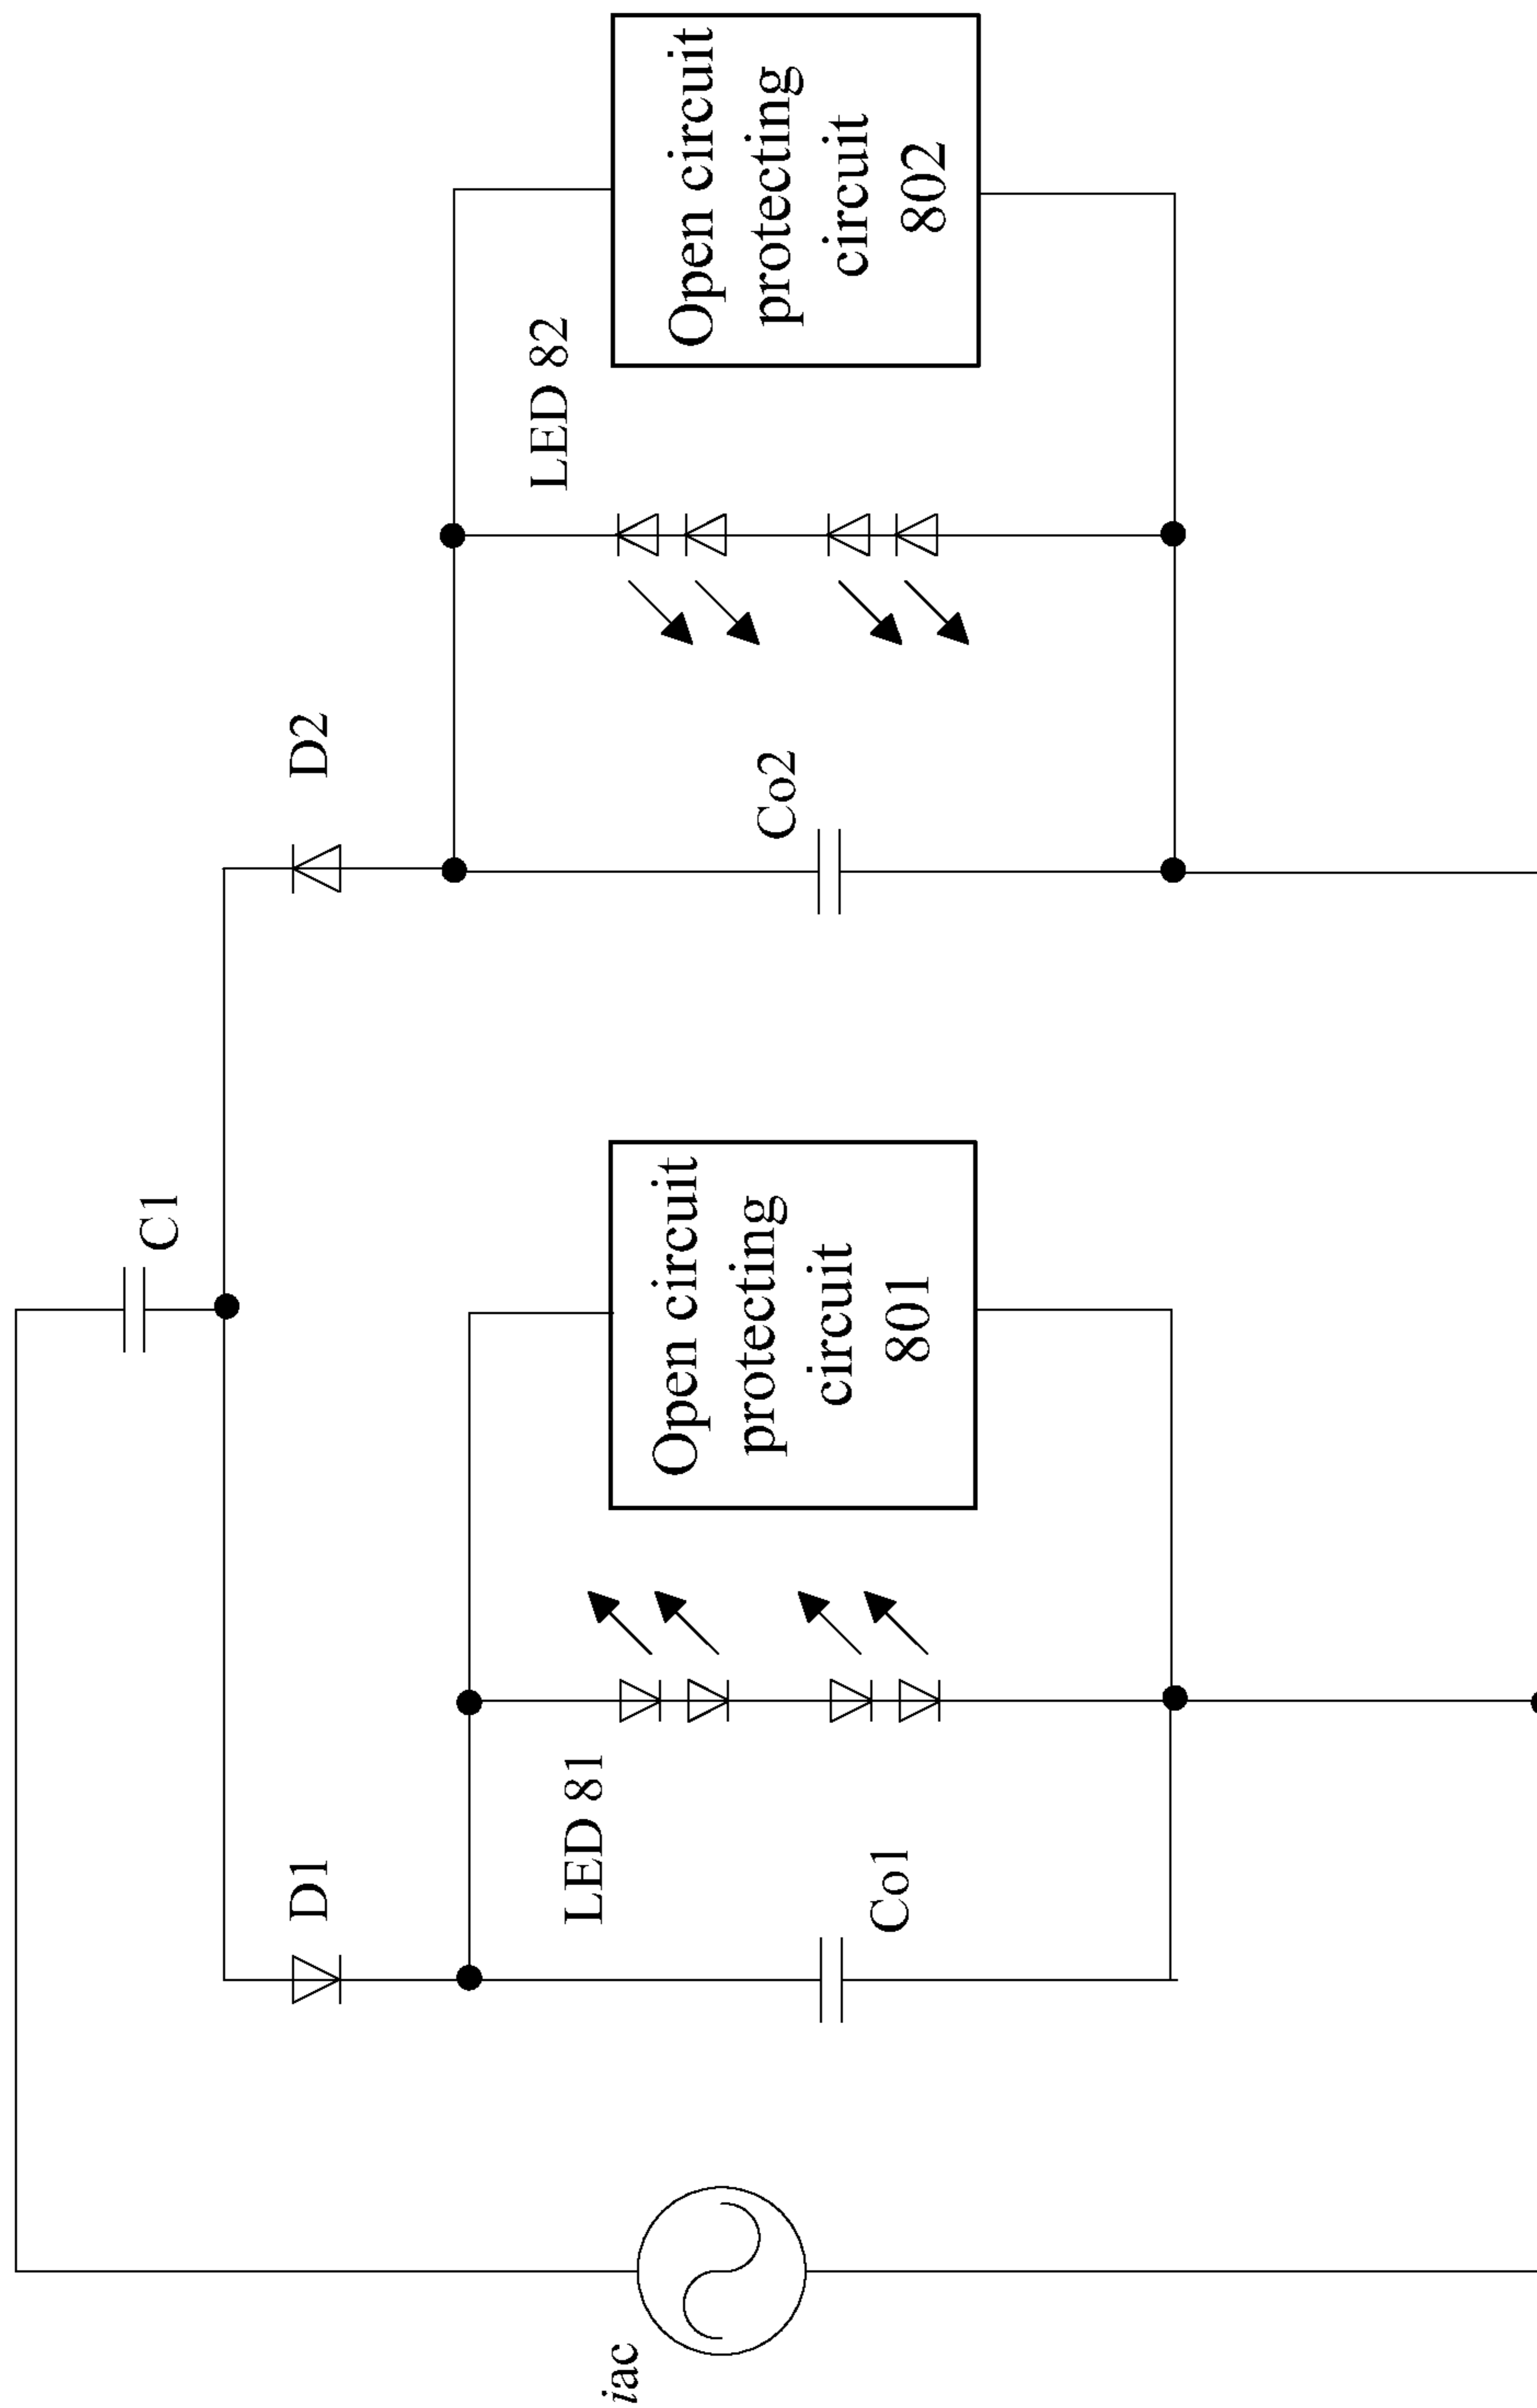 iac
C1
D1
D2
LED 81
Co1
Open circuit
protecting
circuit
801
Co2
LED 82
Open circuit
protecting
circuit
802